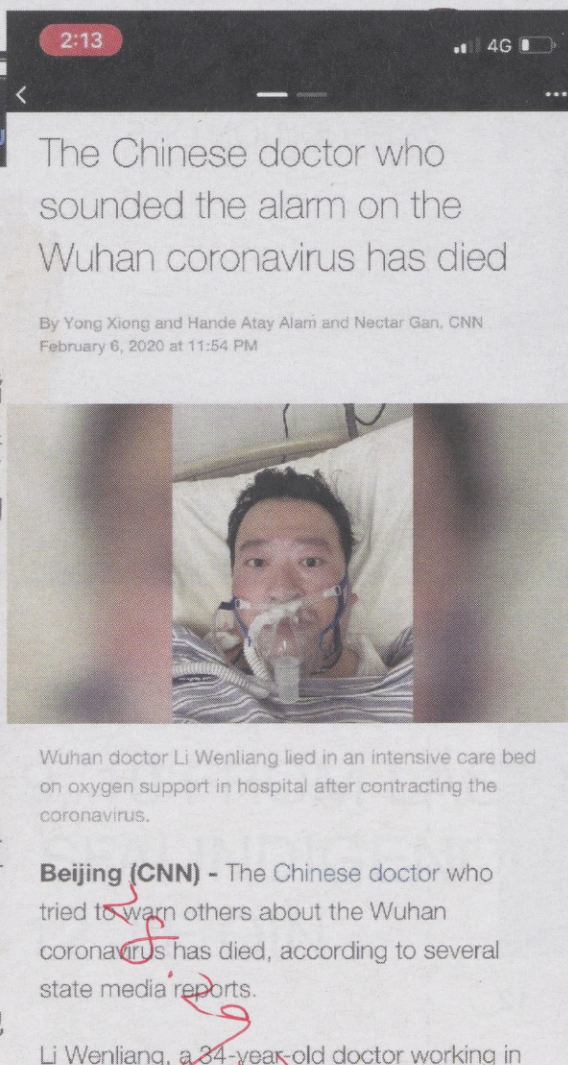 2:13
4G
The Chinese doctor who
sounded the alarm on the
Wuhan coronavirus has died
By Yong Xiong and Hande Atay Alam and Nectar Gan, CNN
February 6, 2020 at 11:54 PM
Wuhan doctor Li Wenliang lied in an intensive care bed
on oxygen support in hospital after contracting the
coronavirus.
Beijing (CNN) - The Chinese doctor who
tried to warn others about the Wuhan
coronavirus has died, according to several
state media reports.
Li Wenliang, a 34-year-old doctor working in